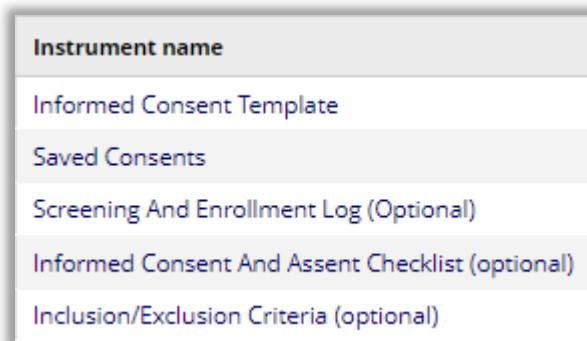 Instrument name
Informed Consent Template
Saved Consents
Screening And Enrollment Log (Optional)
Informed Consent And Assent Checklist (optional)
Inclusion/Exclusion Criteria (optional)